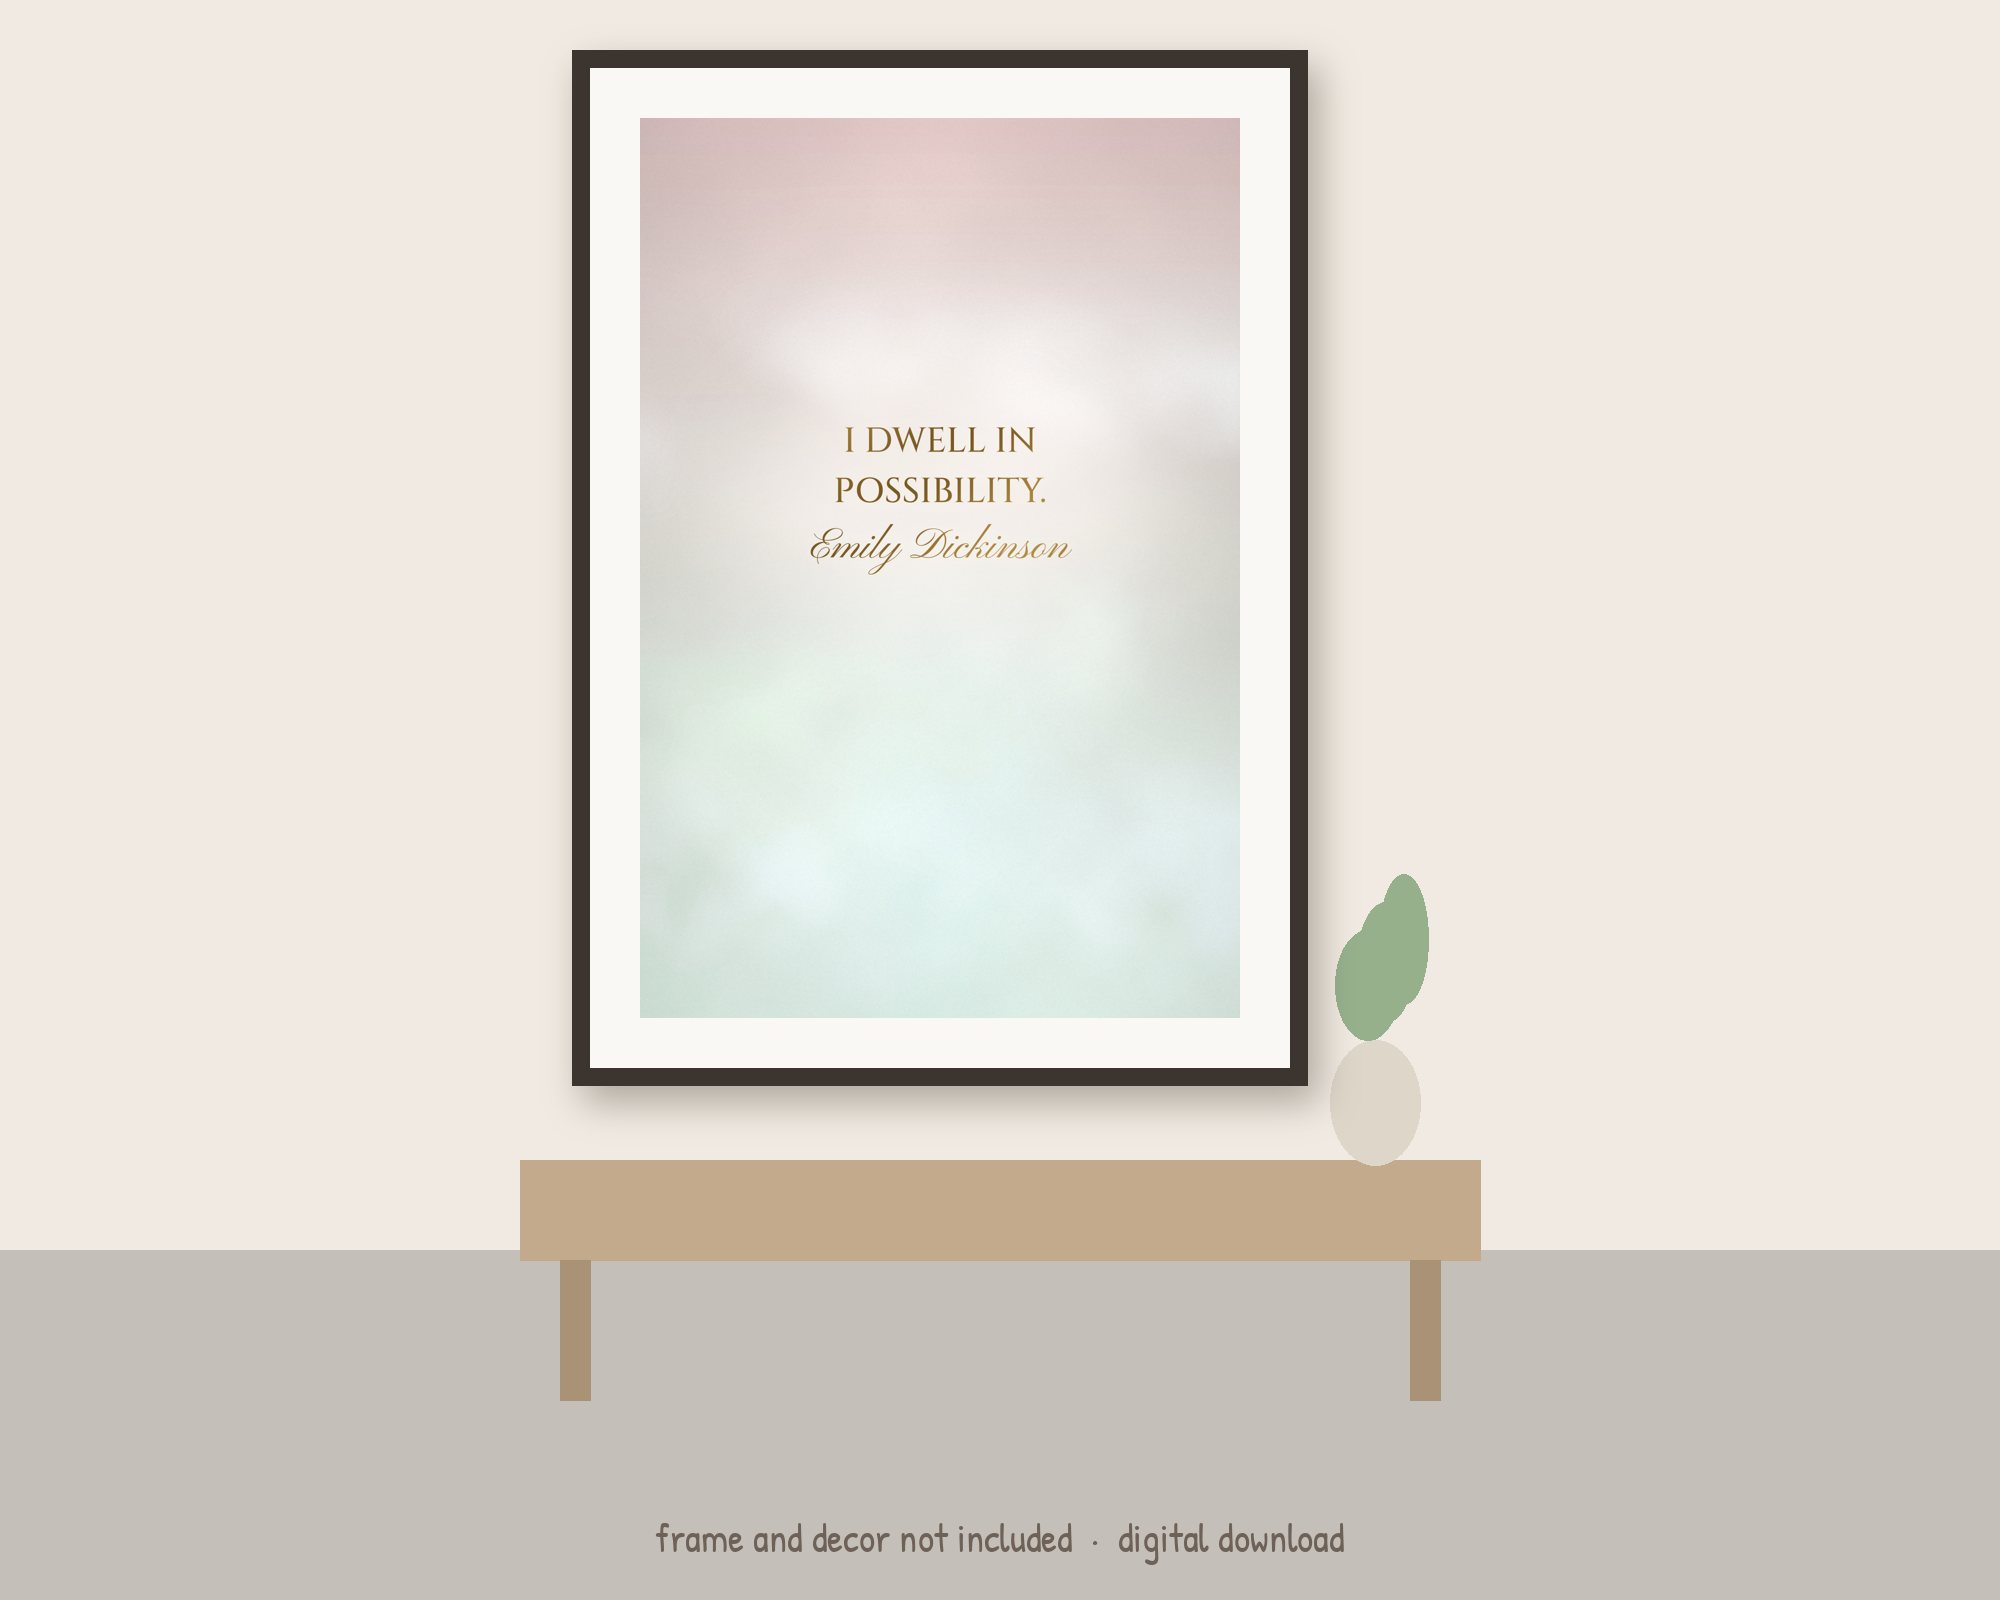 I DWELL IN
POSSIBILITY.
Emily Dickinson
frame and decor not included · digital download